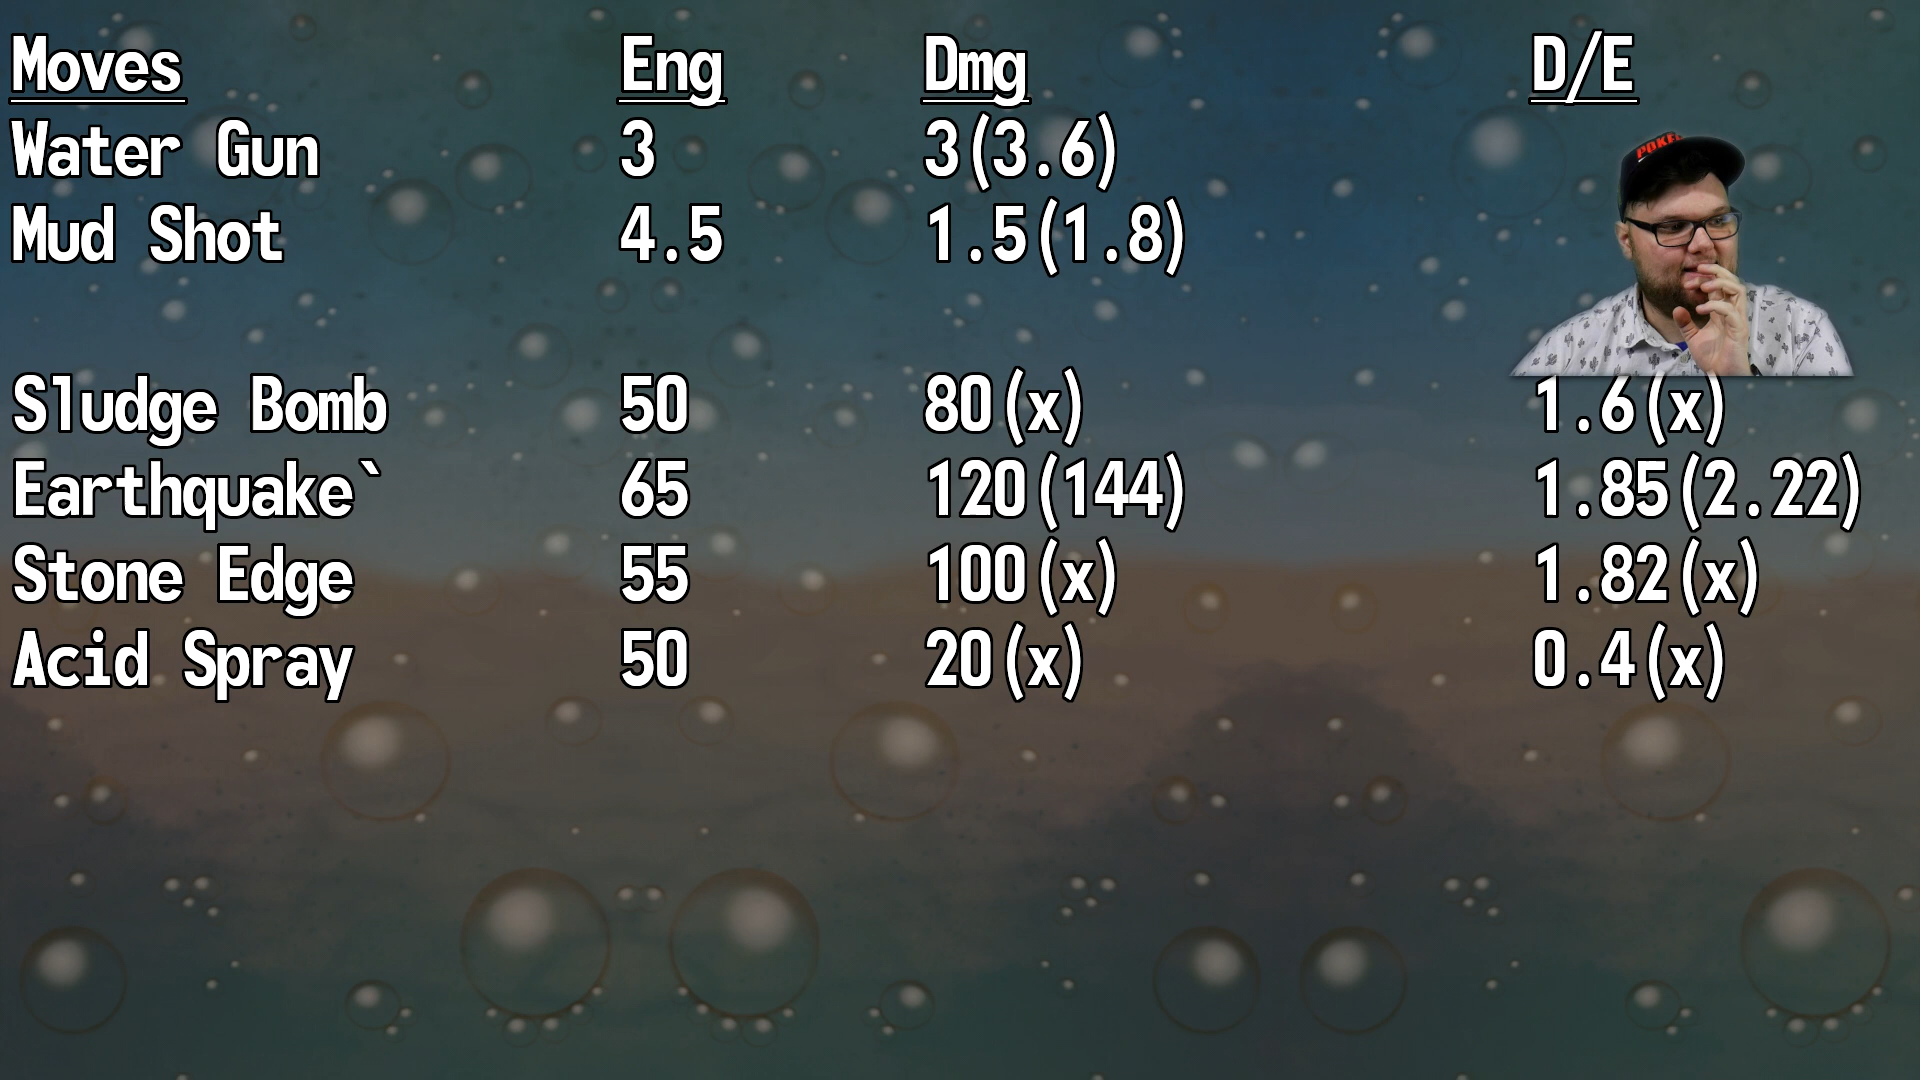 Moves Eng Dmg D/E
Water Gun 3 3(3.6)
Mud Shot 4.5 1.5(1.8)
Sludge Bomb 50 80(x) 1.6(x)
Earthquake` 65 120(144) 1.85(2.22)
Stone Edge 55 100(x) 1.82(x)
Acid Spray 50 20(x) 0.4(x)